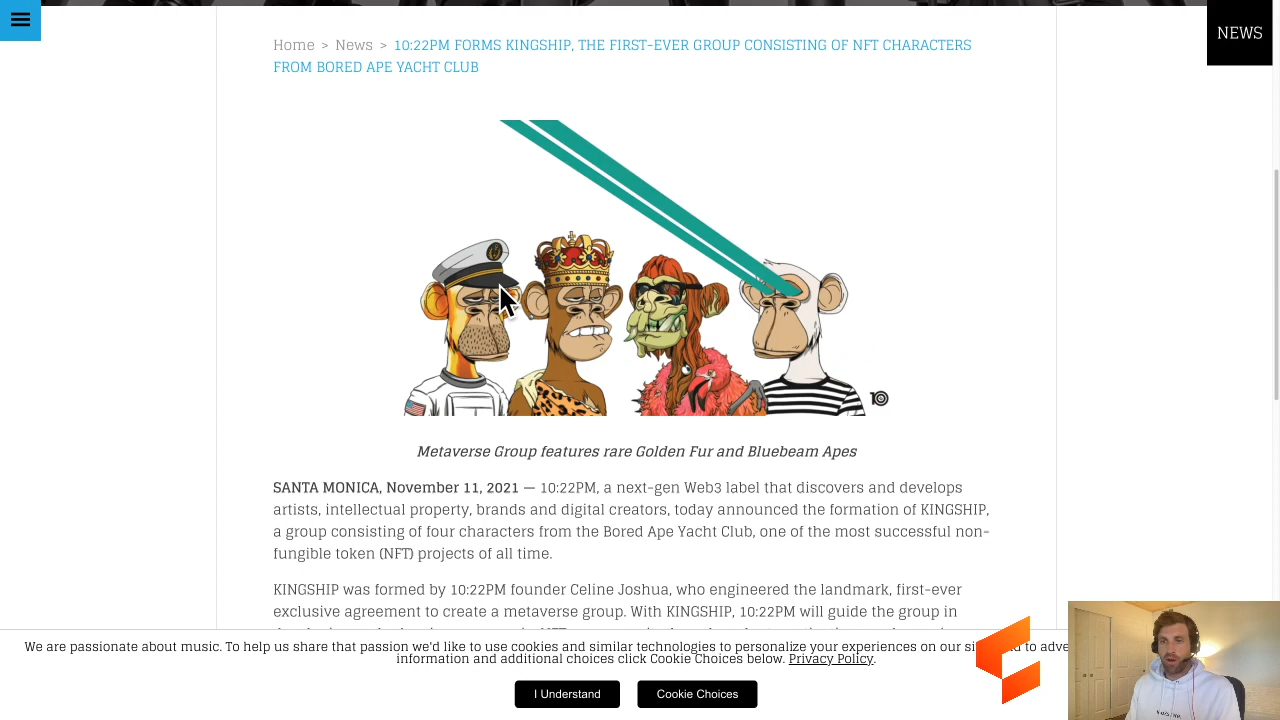 NEWS
Home > News > 10:22PM FORMS KINGSHIP, THE FIRST-EVER GROUP CONSISTING OF NFT CHARACTERS
FROM BORED APE YACHT CLUB
Metaverse Group features rare Golden Fur and Bluebeam Apes
SANTA MONICA, November 11, 2021 — 10:22PM, a next-gen Web3 label that discovers and develops
artists, intellectual property, brands and digital creators, today announced the formation of KINGSHIP,
a group consisting of four characters from the Bored Ape Yacht Club, one of the most successful non-
fungible token (NFT) projects of all time.
KINGSHIP was formed by 10:22PM founder Celine Joshua, who engineered the landmark, first-ever
exclusive agreement to create a metaverse group. With KINGSHIP, 10:22PM will guide the group in
We are passionate about music. To help us share that passion we'd like to use cookies and similar technologies to personalize your experiences on our
information and additional choices click Cookie Choices below. Privacy Policy.
I Understand
Cookie Choices